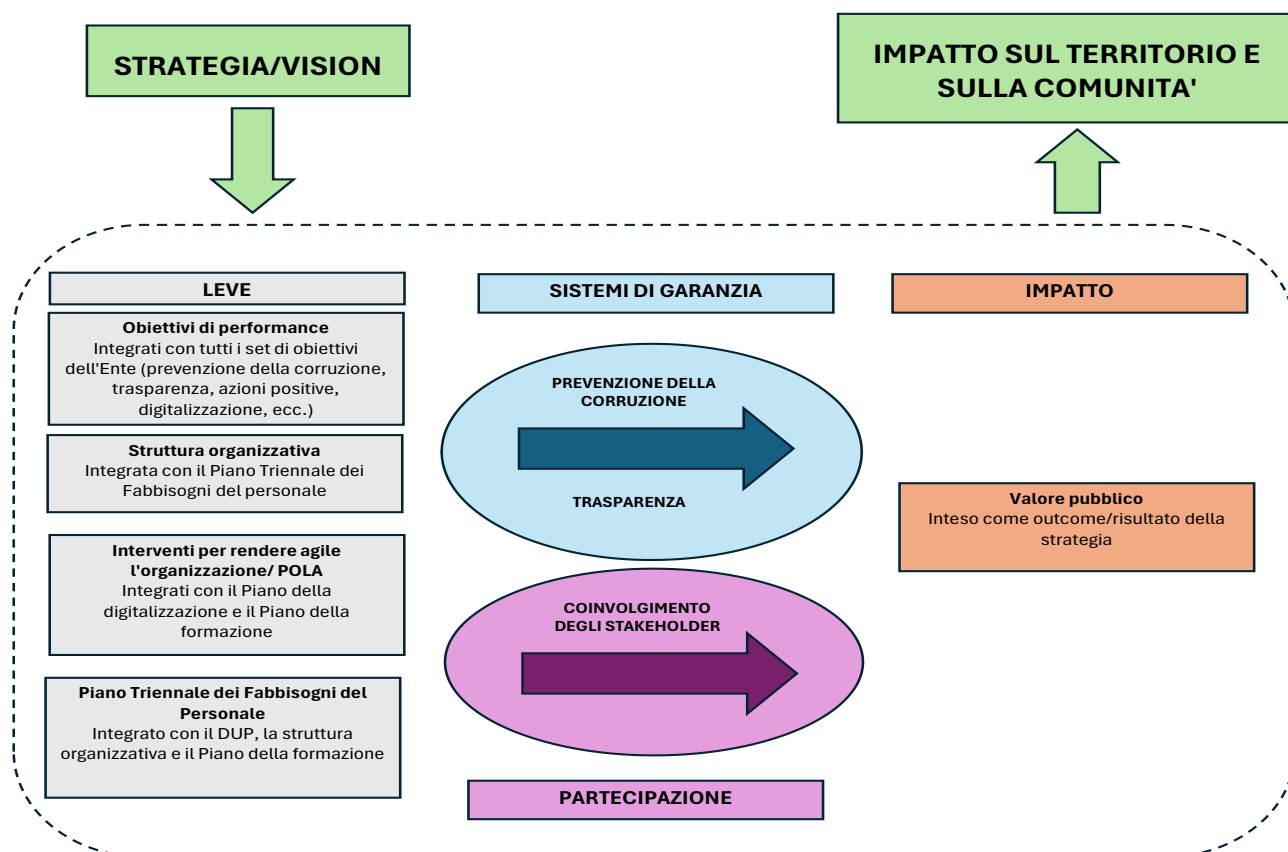 STRATEGIA/VISION
IMPATTO SUL TERRITORIO E
SULLA COMUNITA'
LEVE
Obiettivi di performance
Integrati con tutti i set di obiettivi
dell'Ente (prevenzione della corruzione,
trasparenza, azioni positive,
digitalizzazione, ecc.)
Struttura organizzativa
Integrata con il Piano Triennale dei
Fabbisogni del personale
Interventi per rendere agile
l'organizzazione/ POLA
Integrati con il Piano della
digitalizzazione e il Piano della
formazione
Piano Triennale dei Fabbisogni del
Personale
Integrato con il DUP, la struttura
organizzativa e il Piano della formazione
SISTEMI DI GARANZIA
PREVENZIONE DELLA
CORRUZIONE
TRASPARENZA
COINVOLGIMENTO
DEGLI STAKEHOLDER
PARTECIPAZIONE
IMPATTO
Valore pubblico
Inteso come outcome/risultato della
strategia